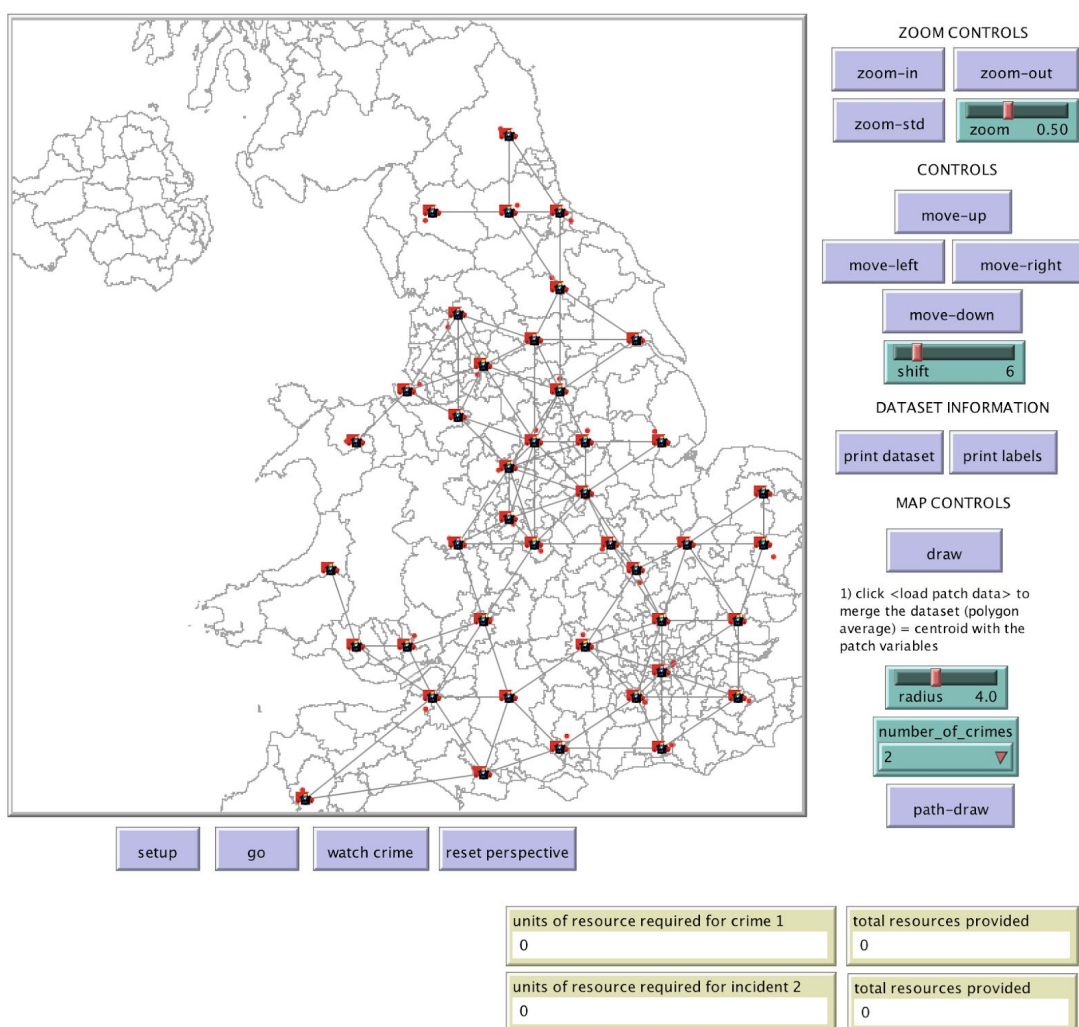 ZOOM CONTROLS
zoom-in
zoom-out
zoom-std
zoom 0.50
CONTROLS
move-up
move-left
move-right
move-down
shift 6
DATASET INFORMATION
print dataset
print labels
MAP CONTROLS
draw
1) click <load patch data> to
merge the dataset (polygon
average) = centroid with the
patch variables
radius 4.0
number_of_crimes
2
path-draw
setup
go
watch crime
reset perspective
units of resource required for crime 1
0
total resources provided
0
units of resource required for incident 2
0
total resources provided
0